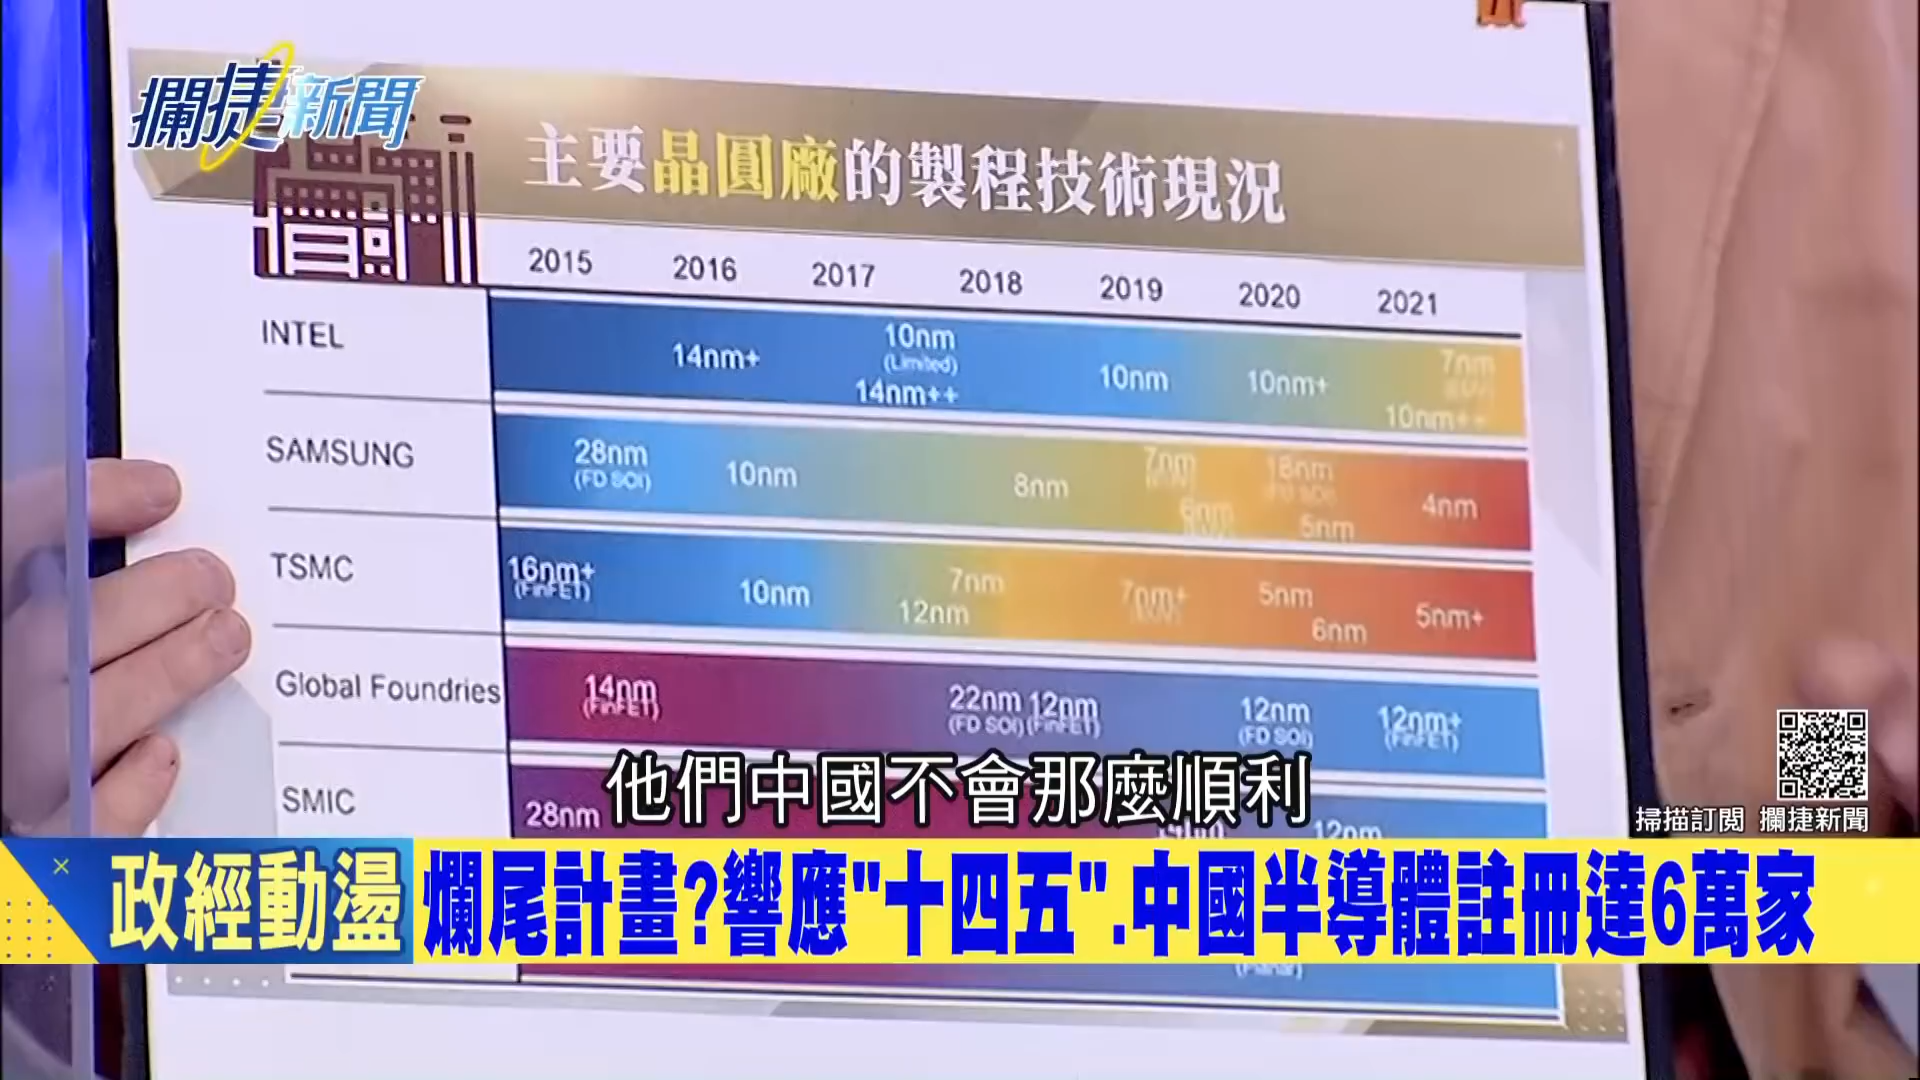 攔捷新聞
主要晶圓廠的製程技術現況
2015 2016 2017 2018 2019 2020 2021
INTEL
14nm+
10nm
(Limited)
14nm++
10nm
10nm+
7nm
10nm++
SAMSUNG
28nm
(FD SOI)
10nm
8nm
7nm
6nm
18nm
5nm
4nm
TSMC
16nm+
(FinFET)
10nm
7nm
12nm
7nm+
5nm
6nm
5nm+
Global Foundries
14nm
(FinFET)
22nm
(FD SOI)
12nm
(FinFET)
12nm
(FD SOI)
12nm+
(FinFET)
SMIC
28nm
12nm
他們中國不會那麼順利
掃描訂閱 攔捷新聞
政經動盪
爛尾計畫?響應"十四五".中國半導體註冊達6萬家
(Planar)